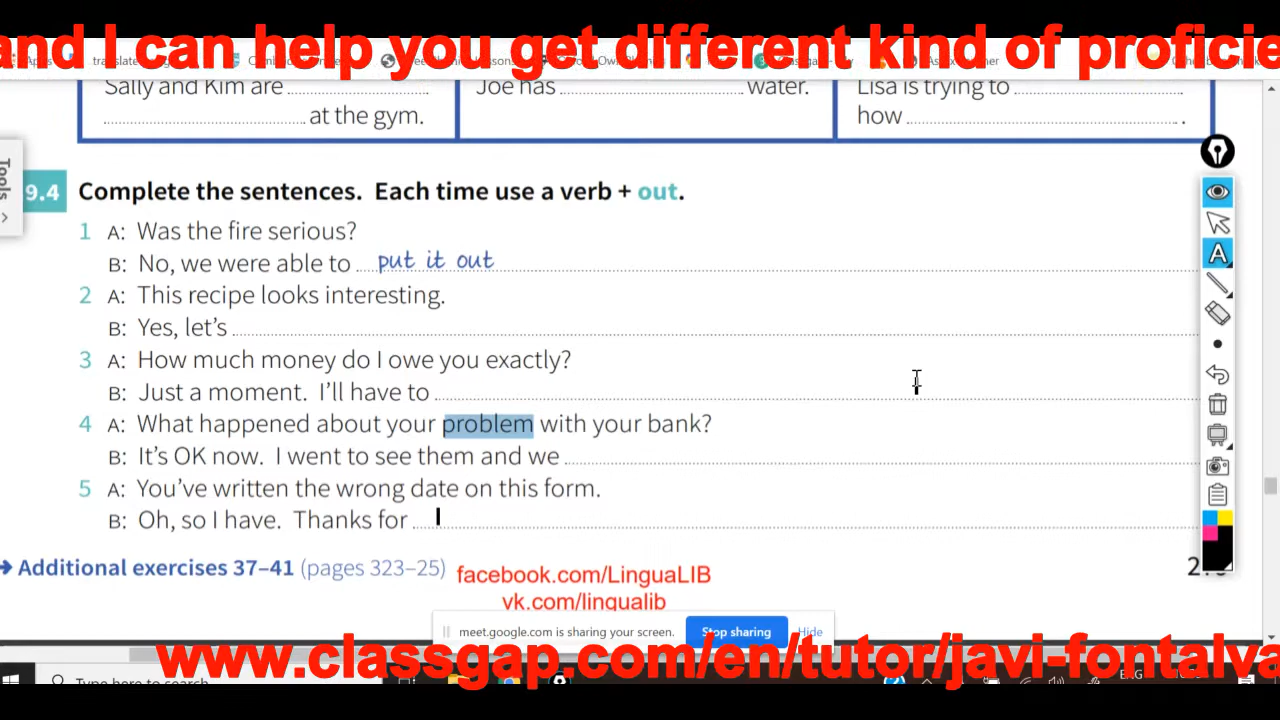 and I can help you get different kind of proficie
Sally and Kim are
at the gym.
Joe has water.
Lisa is trying to
how .
Tools
9.4 Complete the sentences. Each time use a verb + out.
1 A: Was the fire serious?
B: No, we were able to put it out
2 A: This recipe looks interesting.
B: Yes, let's
3 A: How much money do I owe you exactly?
B: Just a moment. I'll have to
4 A: What happened about your problem with your bank?
B: It's OK now. I went to see them and we
5 A: You've written the wrong date on this form.
B: Oh, so I have. Thanks for
Additional exercises 37–41 (pages 323–25)
facebook.com/LinguaLIB
vk.com/lingualib
meet.google.com is sharing your screen. Stop sharing Hide
www.classgap.com/en/tutor/javi-fontalva
Type here to search
ENG